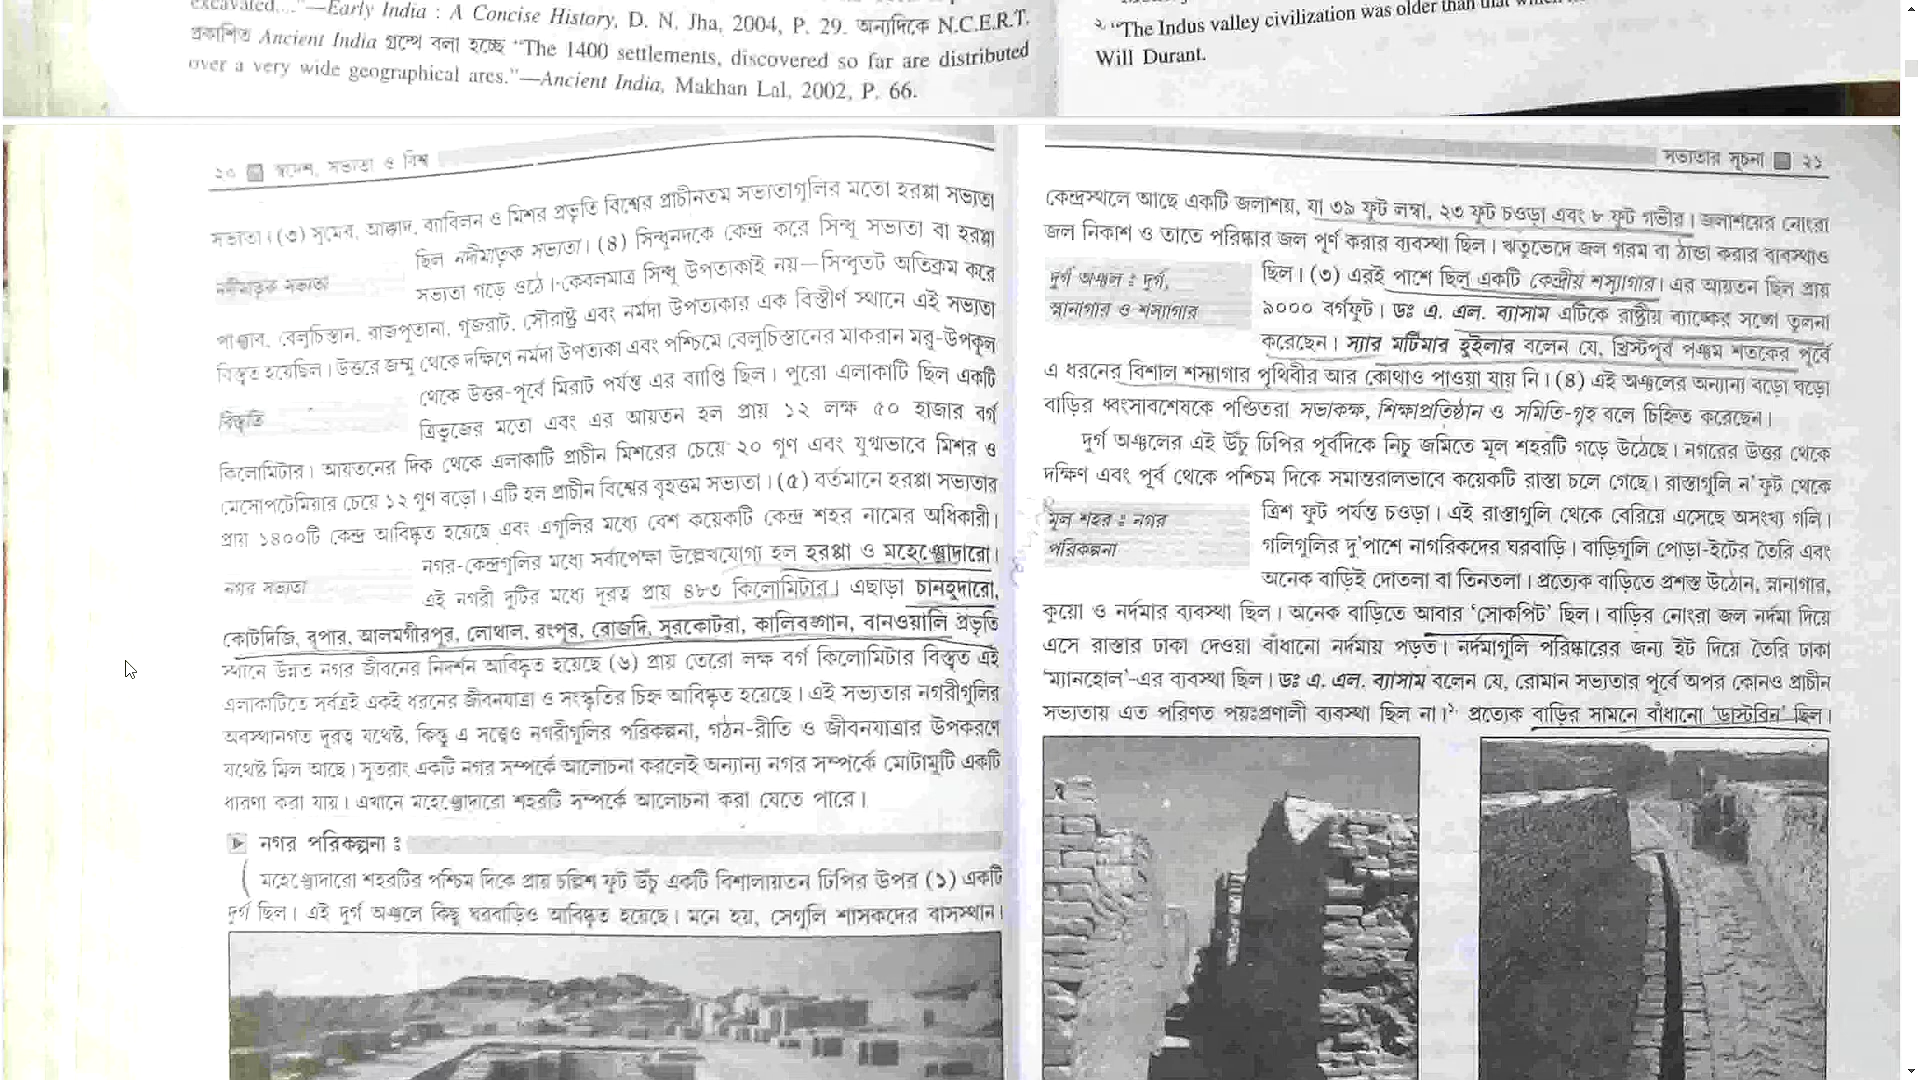 excavated...."—Early India : A Concise History, D. N. Jha, 2004, P. 29. অন্যদিকে N.C.E.R.T.
প্রকাশিত Ancient India গ্রন্থে বলা হচ্ছে "The 1400 settlements, discovered so far are distributed
over a very wide geographical ares."—Ancient India, Makhan Lal, 2002, P. 66.
২. "The Indus valley civilization was older than that
Will Durant.
২০ স্বদেশ, সভ্যতা ও বিশ্ব
সভ্যতা। (৩) সুমের, আক্কাদ, ব্যাবিলন ও মিশর প্রভৃতি বিশ্বের প্রাচীনতম সভ্যতাগুলির মতো হরপ্পা সভ্যতা
নদীমাতৃক সভ্যতা
ছিল নদীমাতৃক সভ্যতা। (৪) সিন্ধুনদকে কেন্দ্র করে সিন্ধু সভ্যতা বা হরপ্পা
সভ্যতা গড়ে ওঠে। কেবলমাত্র সিন্ধু উপত্যকাই নয়—সিন্ধুতট অতিক্রম করে
পাঞ্জাব, বেলুচিস্তান, রাজপুতানা, গুজরাট, সৌরাষ্ট্র এবং নর্মদা উপত্যকার এক বিস্তীর্ণ স্থানে এই সভ্যতা
বিস্তৃত হয়েছিল। উত্তরে জম্মু থেকে দক্ষিণে নর্মদা উপত্যকা এবং পশ্চিমে বেলুচিস্তানের মাকরান মরু-উপকূল
বিস্তৃতি
থেকে উত্তর-পূর্বে মিরাট পর্যন্ত এর ব্যাপ্তি ছিল। পুরো এলাকাটি ছিল একটি
ত্রিভুজের মতো এবং এর আয়তন হল প্রায় ১২ লক্ষ ৫০ হাজার বর্গ
কিলোমিটার। আয়তনের দিক থেকে এলাকাটি প্রাচীন মিশরের চেয়ে ২০ গুণ এবং যুগ্মভাবে মিশর ও
মেসোপটেমিয়ার চেয়ে ১২ গুণ বড়ো। এটি হল প্রাচীন বিশ্বের বৃহত্তম সভ্যতা। (৫) বর্তমানে হরপ্পা সভ্যতার
প্রায় ১৪০০টি কেন্দ্র আবিষ্কৃত হয়েছে এবং এগুলির মধ্যে বেশ কয়েকটি কেন্দ্র শহর নামের অধিকারী।
নগর সভ্যতা
নগর-কেন্দ্রগুলির মধ্যে সর্বাপেক্ষা উল্লেখযোগ্য হল হরপ্পা ও মহেঞ্জোদারো।
এই নগরী দুটির মধ্যে দূরত্ব প্রায় ৪৮৩ কিলোমিটার। এছাড়া চানহুদারো,
কোটদিজি, রুপার, আলমগীরপুর, লোথাল, রংপুর, রোজদি, সুরকোটরা, কালিবঙ্গান, বানওয়ালি প্রভৃতি
স্থানে উন্নত নগর জীবনের নিদর্শন আবিষ্কৃত হয়েছে (৬) প্রায় তেরো লক্ষ বর্গ কিলোমিটার বিস্তৃত এই
এলাকাটিতে সর্বত্রই একই ধরনের জীবনযাত্রা ও সংস্কৃতির চিহ্ন আবিষ্কৃত হয়েছে। এই সভ্যতার নগরীগুলির
অবস্থানগত দূরত্ব যথেষ্ট, কিন্তু এ সত্ত্বেও নগরীগুলির পরিকল্পনা, গঠন-রীতি ও জীবনযাত্রার উপকরণে
যথেষ্ট মিল আছে। সুতরাং একটি নগর সম্পর্কে আলোচনা করলেই অন্যান্য নগর সম্পর্কে মোটামুটি একটি
ধারণা করা যায়। এখানে মহেঞ্জোদারো শহরটি সম্পর্কে আলোচনা করা যেতে পারে।
নগর পরিকল্পনা :
মহেঞ্জোদারো শহরটির পশ্চিম দিকে প্রায় চল্লিশ ফুট উঁচু একটি বিশালায়তন ঢিপির উপর (১) একটি
দুর্গ ছিল। এই দুর্গ অঞ্চলে কিছু ঘরবাড়িও আবিষ্কৃত হয়েছে। মনে হয়, সেগুলি শাসকদের বাসস্থান।
সভ্যতার সূচনা ২১
কেন্দ্রস্থলে আছে একটি জলাশয়, যা ৩৯ ফুট লম্বা, ২৩ ফুট চওড়া এবং ৮ ফুট গভীর। জলাশয়ের নোংরা
জল নিকাশ ও তাতে পরিষ্কার জল পূর্ণ করার ব্যবস্থা ছিল। ঋতুভেদে জল গরম বা ঠান্ডা করার ব্যবস্থাও
দুর্গ অঞ্চল : দুর্গ,
স্নানাগার ও শস্যাগার
ছিল। (৩) এরই পাশে ছিল একটি কেন্দ্রীয় শস্যাগার। এর আয়তন ছিল প্রায়
৯০০০ বর্গফুট। ডঃ এ. এল. ব্যাসাম এটিকে রাষ্ট্রীয় ব্যাঙ্কের সঙ্গে তুলনা
করেছেন। স্যার মর্টিমার হুইলার বলেন যে, খ্রিস্টপূর্ব পঞ্চম শতকের পূর্বে
এ ধরনের বিশাল শস্যাগার পৃথিবীর আর কোথাও পাওয়া যায় নি। (৪) এই অঞ্চলের অন্যান্য বড়ো বড়ো
বাড়ির ধ্বংসাবশেষকে পণ্ডিতরা সভাকক্ষ, শিক্ষাপ্রতিষ্ঠান ও সমিতি-গৃহ বলে চিহ্নিত করেছেন।
দুর্গ অঞ্চলের এই উঁচু ঢিপির পূর্বদিকে নিচু জমিতে মূল শহরটি গড়ে উঠেছে। নগরের উত্তর থেকে
দক্ষিণ এবং পূর্ব থেকে পশ্চিম দিকে সমান্তরালভাবে কয়েকটি রাস্তা চলে গেছে। রাস্তাগুলি ন' ফুট থেকে
মূল শহর : নগর
পরিকল্পনা
ত্রিশ ফুট পর্যন্ত চওড়া। এই রাস্তাগুলি থেকে বেরিয়ে এসেছে অসংখ্য গলি।
গলিগুলির দু'পাশে নাগরিকদের ঘরবাড়ি। বাড়িগুলি পোড়া-ইটের তৈরি এবং
অনেক বাড়িই দোতলা বা তিনতলা। প্রত্যেক বাড়িতে প্রশস্ত উঠোন, স্নানাগার,
কুয়ো ও নর্দমার ব্যবস্থা ছিল। অনেক বাড়িতে আবার 'সোকপিট' ছিল। বাড়ির নোংরা জল নর্দমা দিয়ে
এসে রাস্তার ঢাকা দেওয়া বাঁধানো নর্দমায় পড়ত। নর্দমাগুলি পরিষ্কারের জন্য ইট দিয়ে তৈরি ঢাকা
'ম্যানহোল'-এর ব্যবস্থা ছিল। ডঃ এ. এল. ব্যাসাম বলেন যে, রোমান সভ্যতার পূর্বে অপর কোনও প্রাচীন
সভ্যতায় এত পরিণত পয়ঃপ্রণালী ব্যবস্থা ছিল না।১ প্রত্যেক বাড়ির সামনে বাঁধানো 'ডাস্টবিন' ছিল।